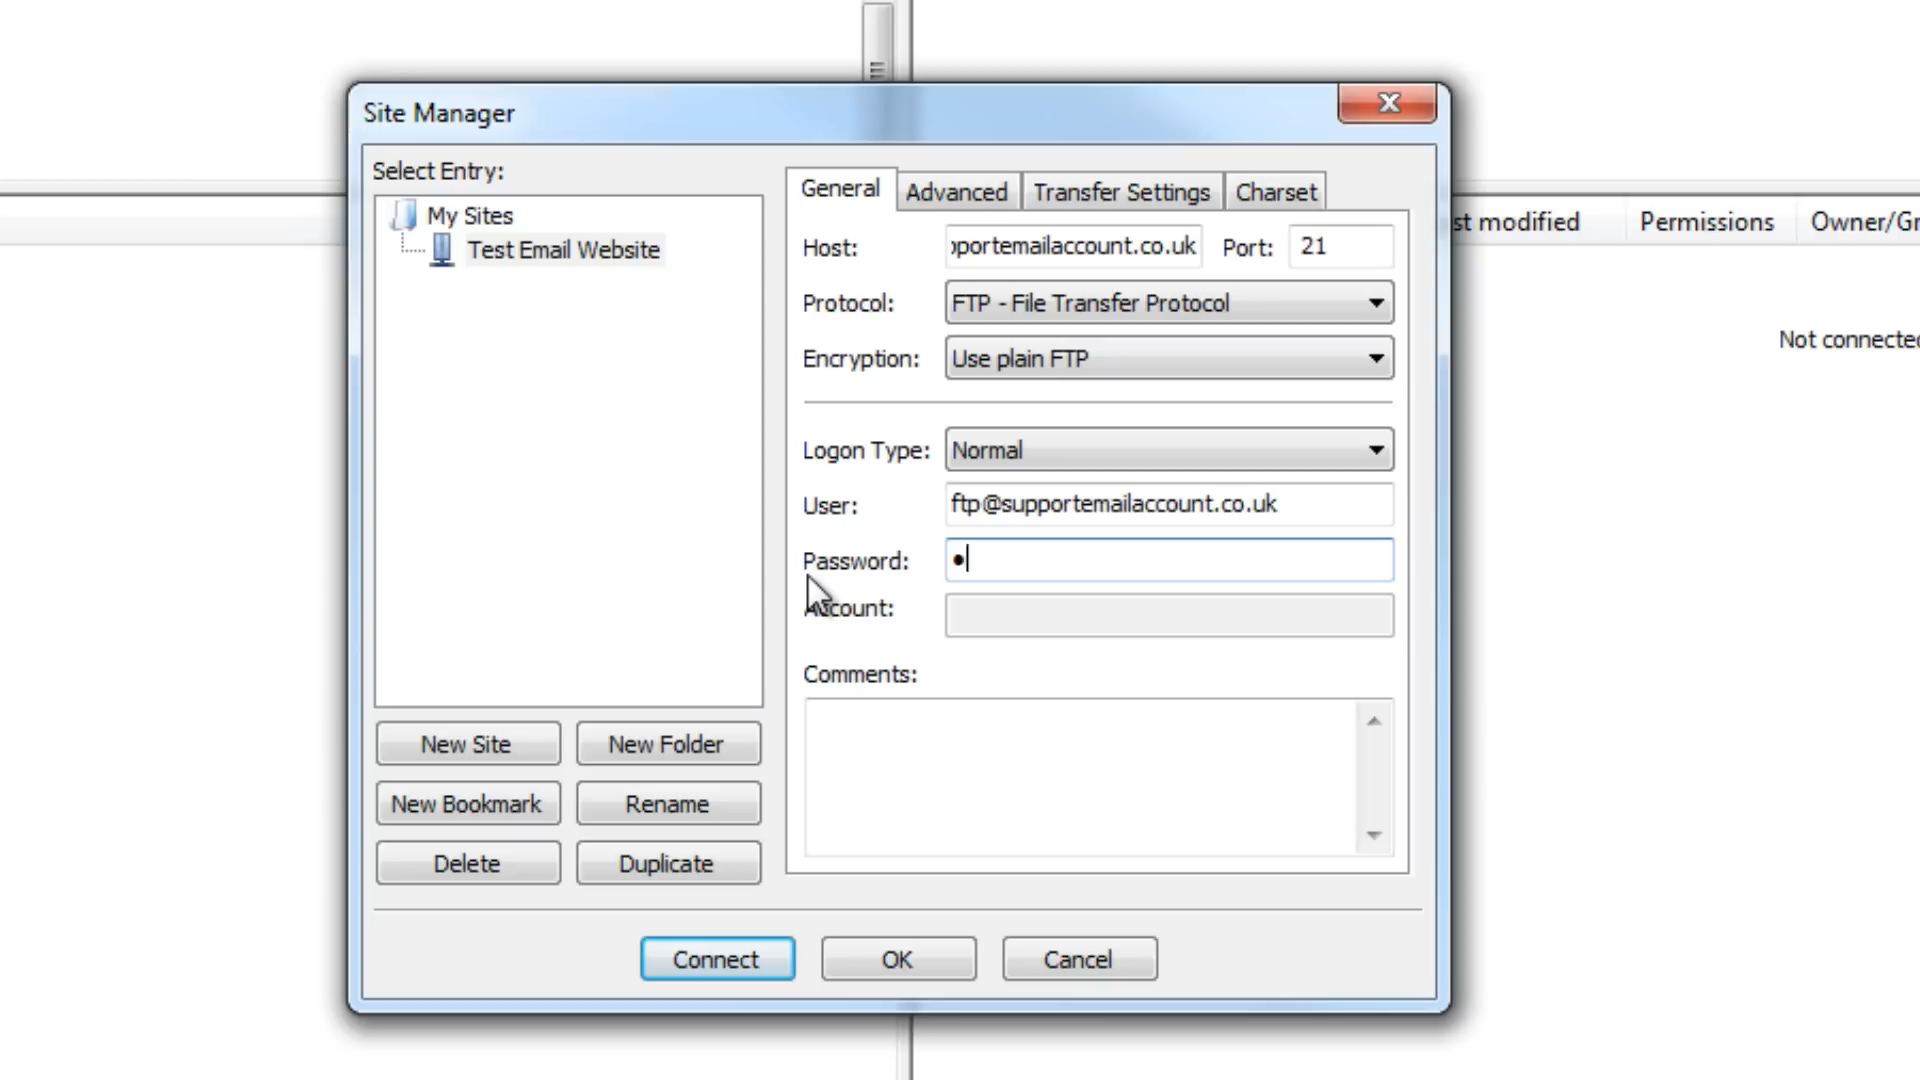 Site Manager
Select Entry:
My Sites
Test Email Website
New Site
New Folder
New Bookmark
Rename
Delete
Duplicate
General
Advanced
Transfer Settings
Charset
Host:
portemailaccount.co.uk
Port:
21
Protocol:
FTP - File Transfer Protocol
Encryption:
Use plain FTP
Logon Type:
Normal
User:
ftp@supportemailaccount.co.uk
Password:
Account:
Comments:
Connect
OK
Cancel
st modified
Permissions
Owner/Gr
Not connected